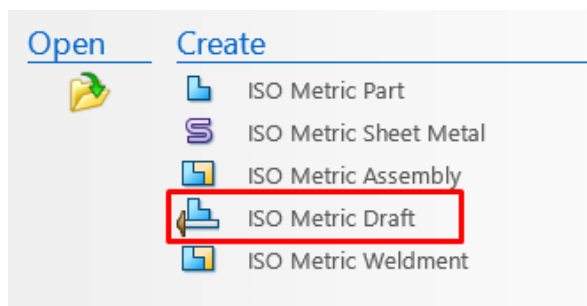 Open
Create
ISO Metric Part
ISO Metric Sheet Metal
ISO Metric Assembly
ISO Metric Draft
ISO Metric Weldment